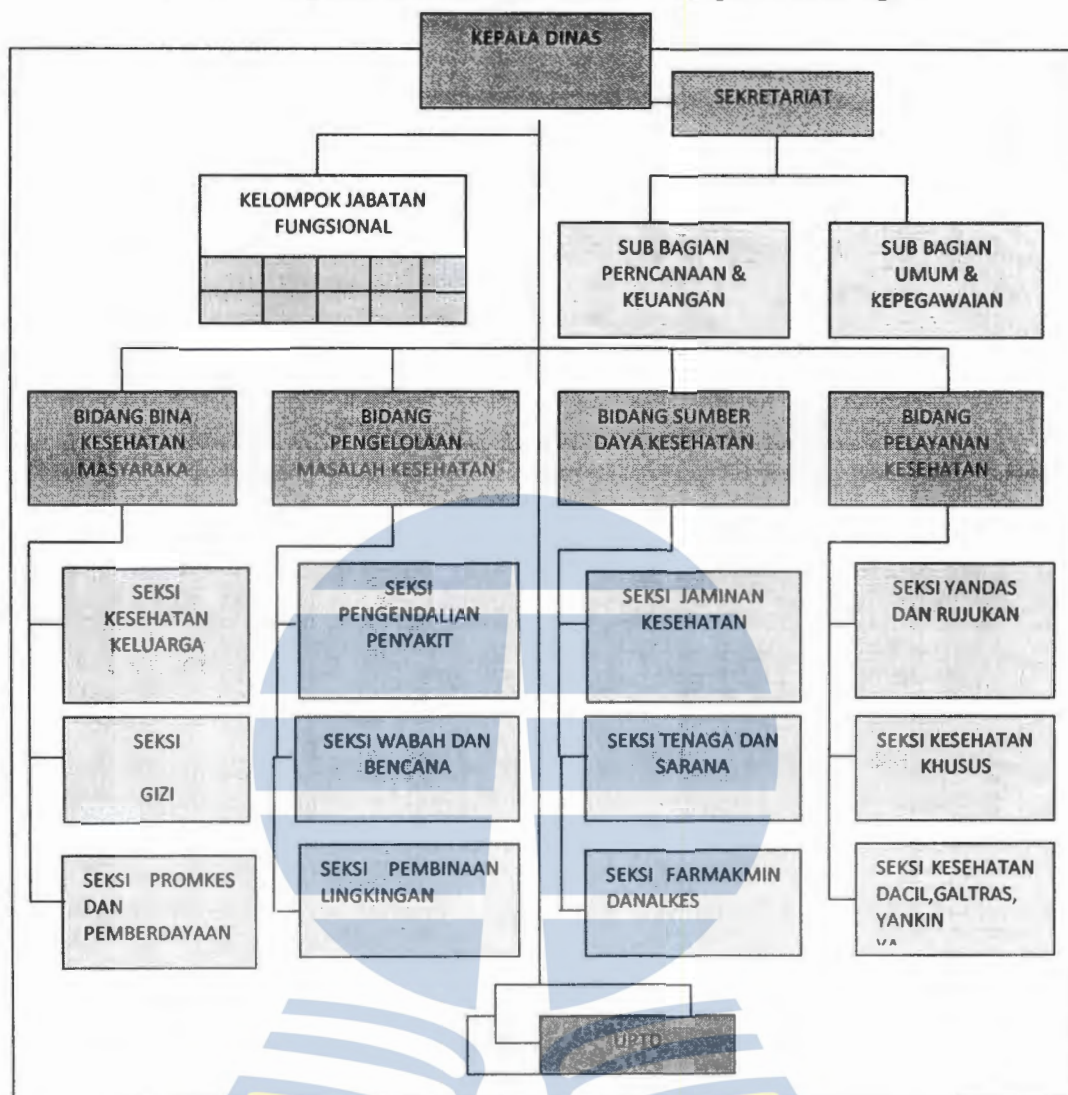 KEPALA DINAS
SEKRETARIAT
KELOMPOK JABATAN
FUNGSIONAL
SUB BAGIAN
PERNCANAAN &
KEUANGAN
SUB BAGIAN
UMUM &
KEPEGAWAIAN
BIDANG BINA
KESEHATAN
MASYARAKA
BIDANG
PENGELOLAAN
MASALAH KESEHATAN
BIDANG SUMBER
DAYA KESEHATAN
BIDANG
PELAYANAN
KESEHATAN
SEKSI
KESEHATAN
KELUARGA
SEKSI
PENGENDALIAN
PENYAKIT
SEKSI JAMINAN
KESEHATAN
SEKSI YANDAS
DAN RUJUKAN
SEKSI
GIZI
SEKSI WABAH DAN
BENCANA
SEKSI TENAGA DAN
SARANA
SEKSI KESEHATAN
KHUSUS
SEKSI PROMKES
DAN
PEMBERDAYAAN
SEKSI PEMBINAAN
LINGKINGAN
SEKSI FARMAKMIN
DANALKES
SEKSI KESEHATAN
DACIL,GALTRAS,
YANKIN
UPTD